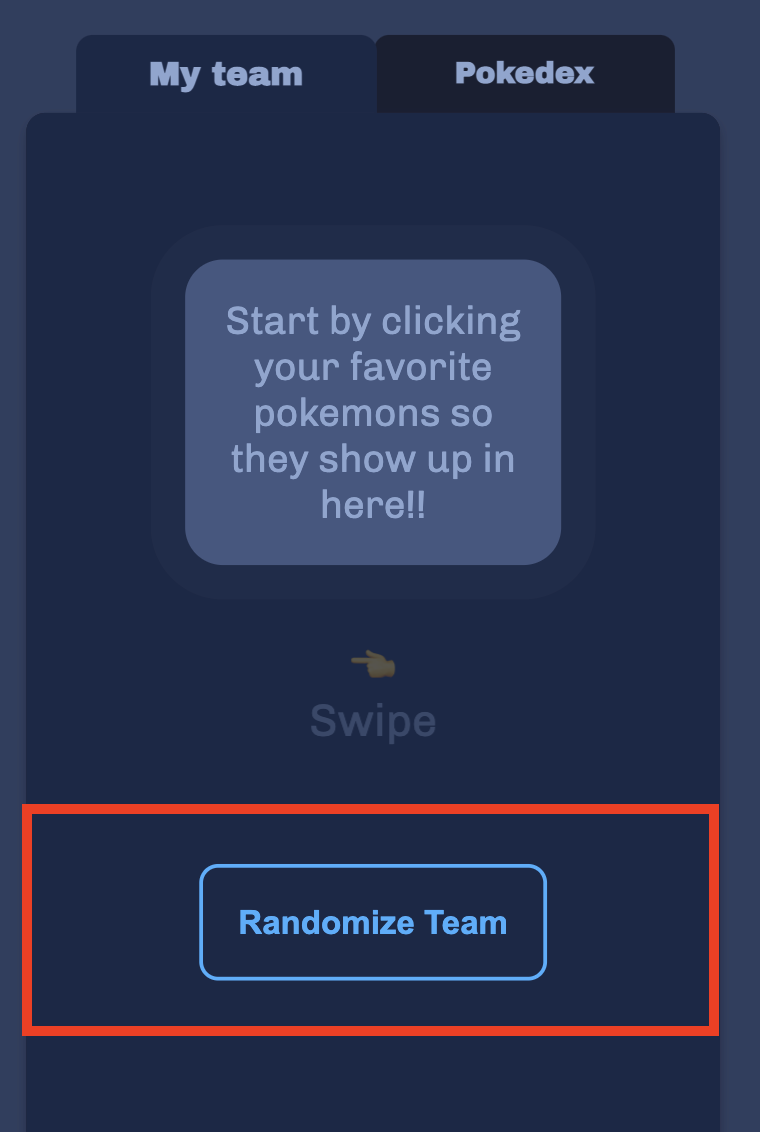 My team
Pokedex
Start by clicking
your favorite
pokemons so
they show up in
here!!
Swipe
Randomize Team